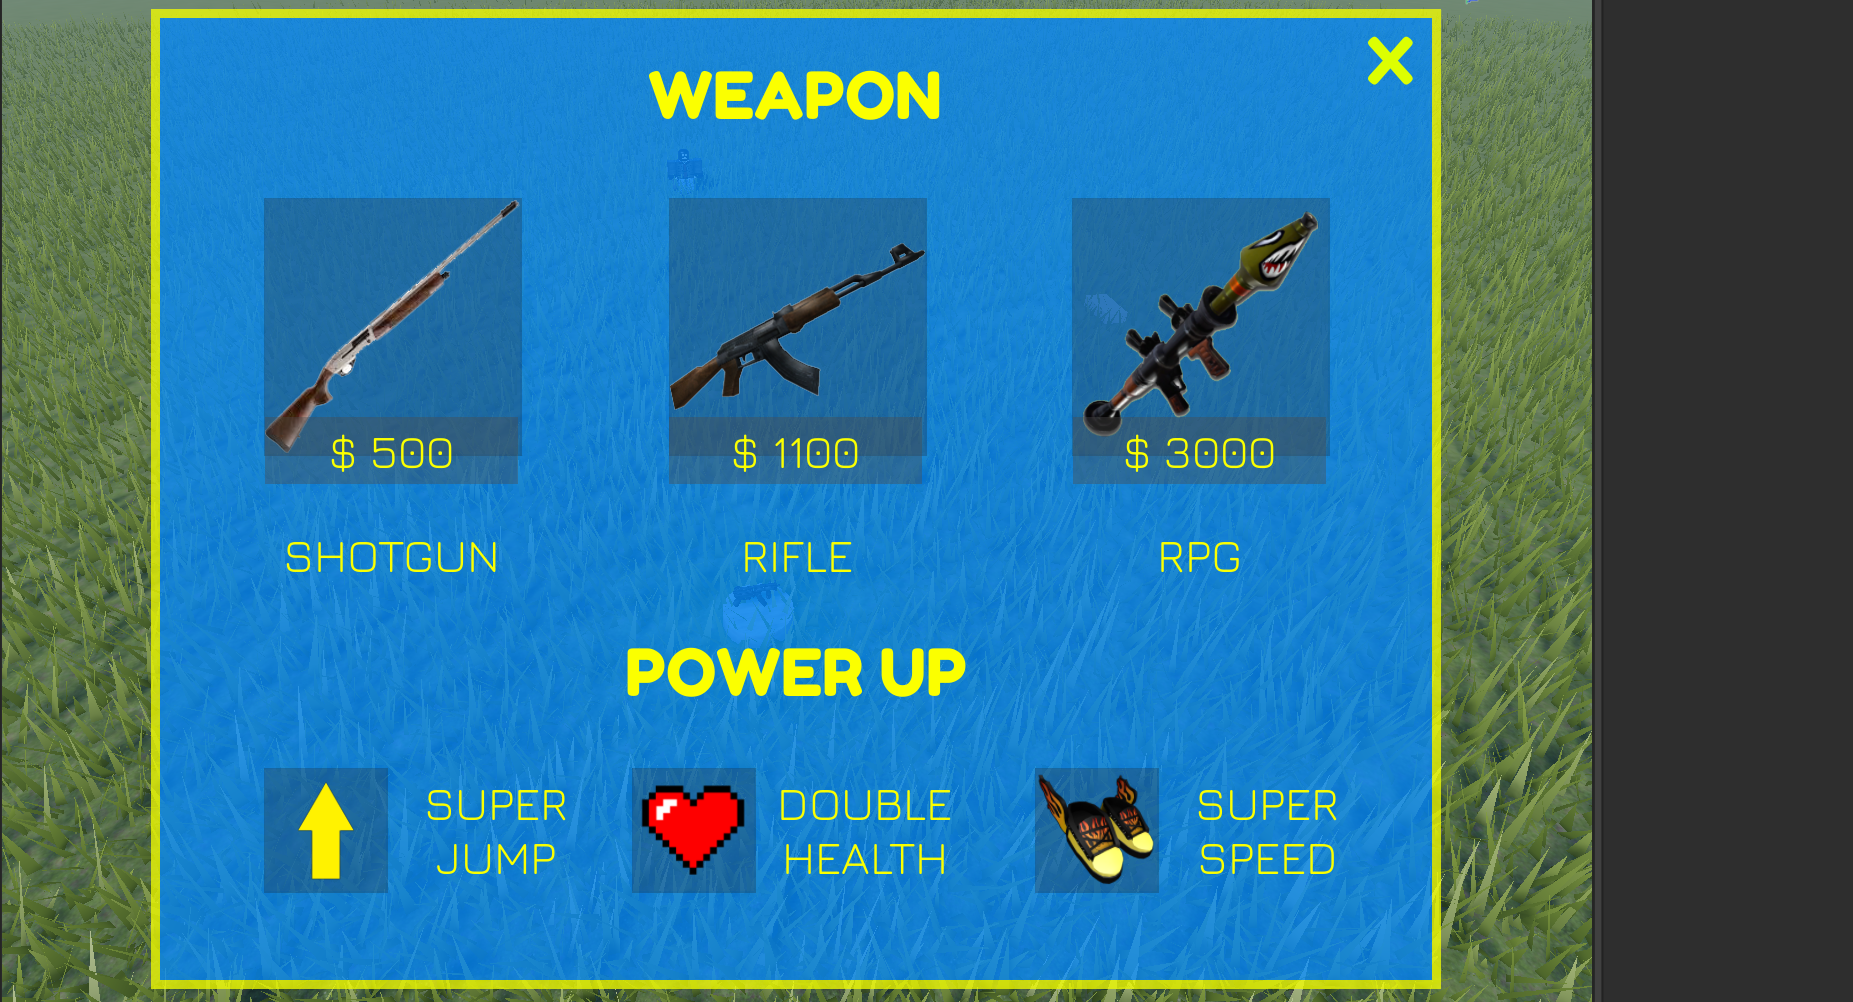 X
WEAPON
$ 500
$ 1100
$ 3000
SHOTGUN
RIFLE
RPG
POWER UP
SUPER
JUMP
DOUBLE
HEALTH
SUPER
SPEED